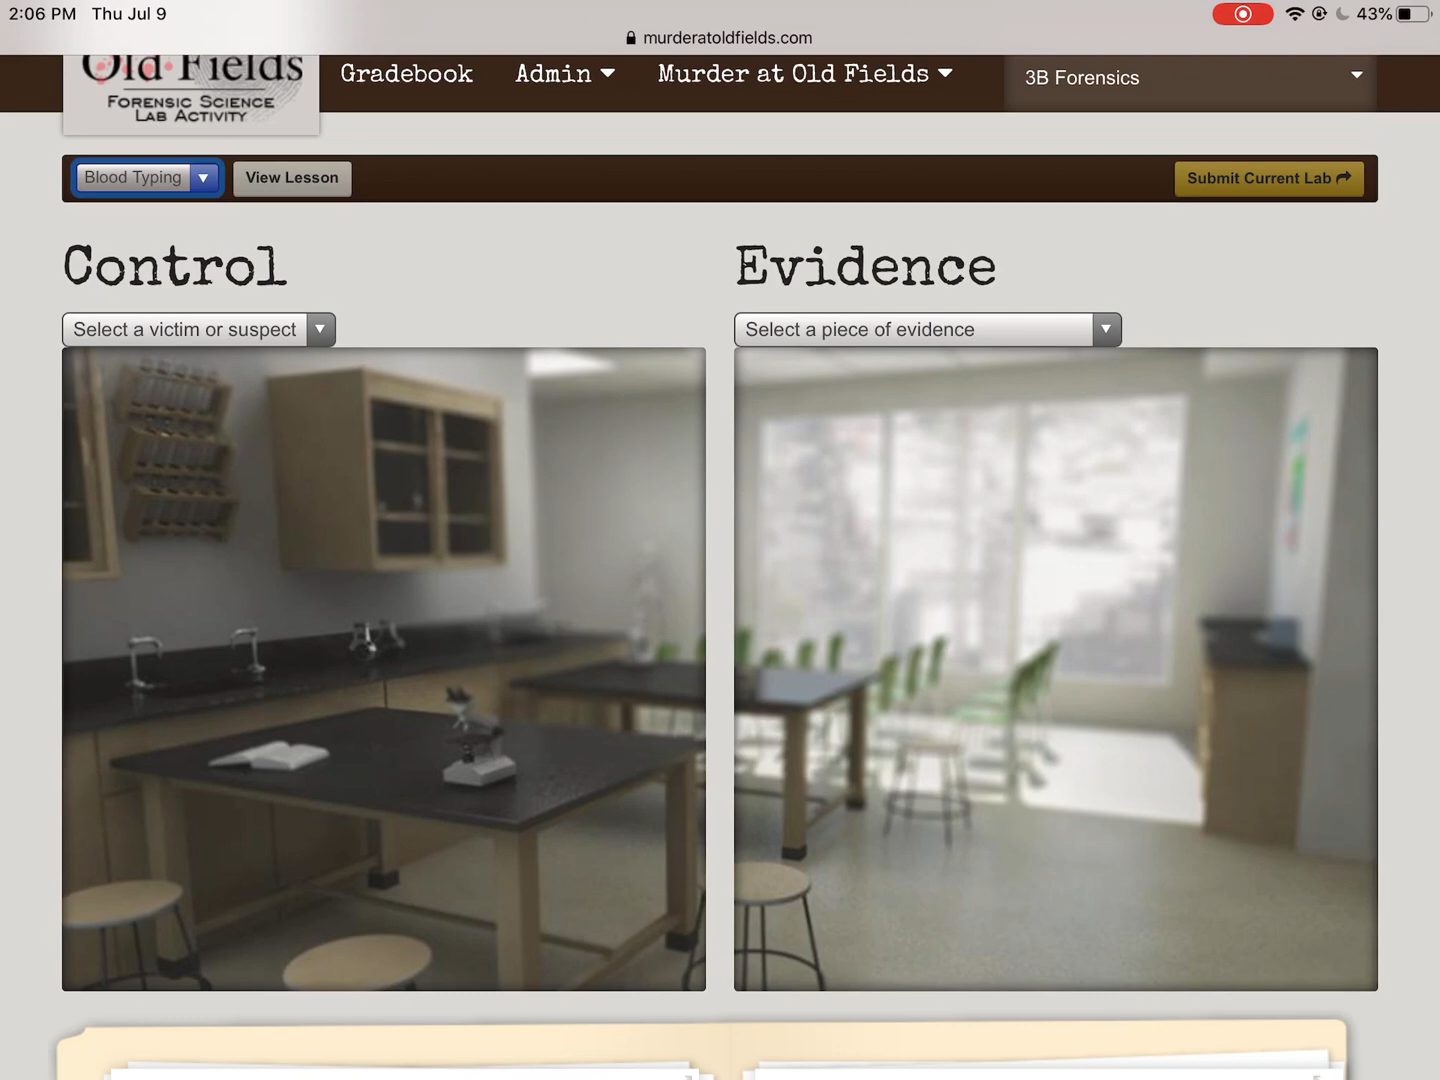 2:06 PM Thu Jul 9
43%
murderatoldfields.com
Old Fields
Forensic Science
Lab Activity
Gradebook
Admin
Murder at Old Fields
3B Forensics
Blood Typing
View Lesson
Submit Current Lab
Control
Evidence
Select a victim or suspect
Select a piece of evidence